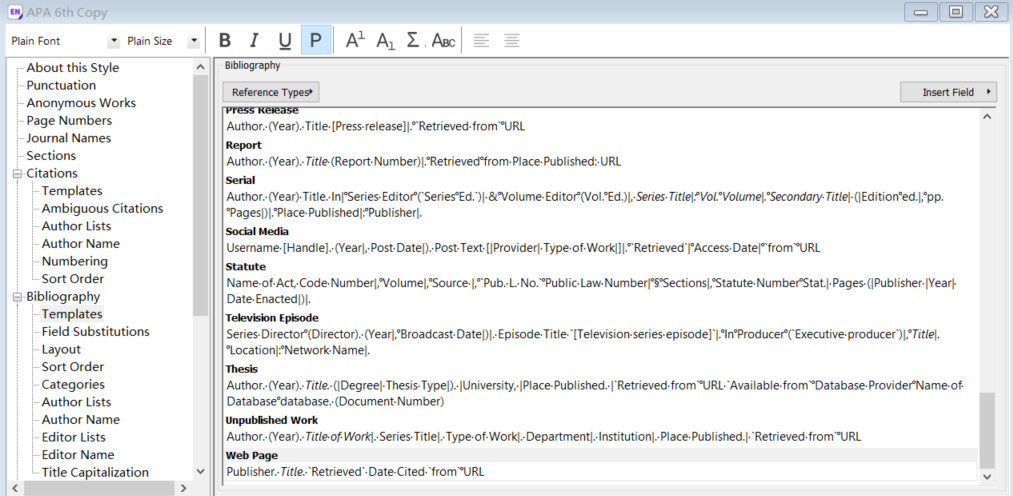 EN APA 6th Copy
Plain Font Plain Size B I U P A1 A1 Σ ABC
About this Style
Punctuation
Anonymous Works
Page Numbers
Journal Names
Sections
Citations
Templates
Ambiguous Citations
Author Lists
Author Name
Numbering
Sort Order
Bibliography
Templates
Field Substitutions
Layout
Sort Order
Categories
Author Lists
Author Name
Editor Lists
Editor Name
Title Capitalization
Bibliography
Reference Types Insert Field
Press Release
Author.·(Year).·Title·[Press·release]|.°`Retrieved·from`°URL
Report
Author.·(Year).·Title·(Report·Number)|.°Retrieved°from·Place·Published:·URL
Serial
Author.·(Year)·Title.·In|°Series·Editor°(`Series°Ed.`)|·&°Volume·Editor°(Vol.°Ed.)|,·Series·Title|:°Vol.°Volume|.°Secondary·Title|·(|Edition°ed.|,°pp.
°Pages|)|.°Place·Published|:°Publisher|.
Social Media
Username·[Handle].·(Year|,·Post·Date|).·Post·Text·[|Provider|·Type·of·Work|]|.°`Retrieved`|°Access·Date|°`from`°URL
Statute
Name·of·Act,·Code·Number|,°Volume|,°Source·|,°`Pub.·L.·No.`°Public·Law·Number|°§°Sections|,°Statute·Number°Stat.|·Pages·(|Publisher·|Year|·
Date·Enacted|)|.
Television Episode
Series·Director°(Director).·(Year|,°Broadcast·Date|)|.·Episode·Title·`[Television·series·episode]`|.°In°Producer°(`Executive·producer`)|,°Title|.
°Location|:°Network·Name|.
Thesis
Author.·(Year).·Title.·(|Degree|·Thesis·Type|).·|University,·|Place·Published.·|`Retrieved·from`°URL·`Available·from`°Database·Provider°Name·of·
Database°database.·(Document·Number)
Unpublished Work
Author.·(Year).·Title·of·Work|.·Series·Title|.·Type·of·Work|.·Department|.·Institution|.·Place·Published.|·`Retrieved·from`°URL
Web Page
Publisher.·Title.·`Retrieved`·Date·Cited·`from`°URL